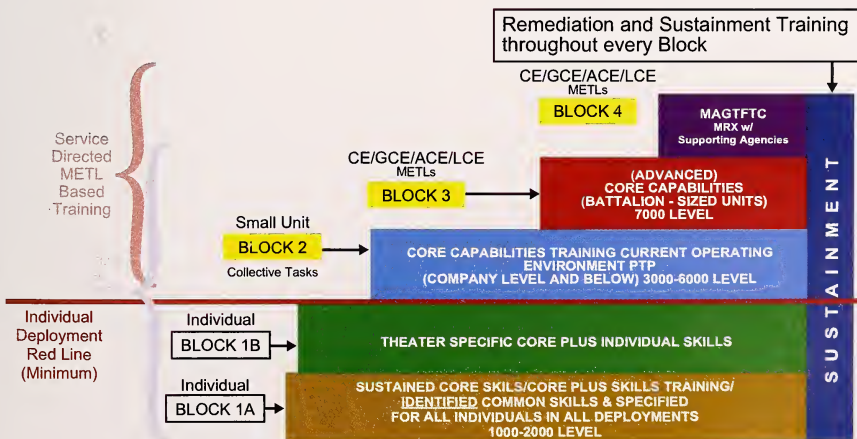 Remediation and Sustainment Training
throughout every Block
CE/GCE/ACE/LCE
METLs
BLOCK 4
MAGTFTC
MRX w/
Supporting Agencies
Service
Directed
METL
Based
Training
CE/GCE/ACE/LCE
METLs
BLOCK 3
(ADVANCED)
CORE CAPABILITIES
(BATTALION - SIZED UNITS)
7000 LEVEL
Small Unit
BLOCK 2
Collective Tasks
CORE CAPABILITIES TRAINING CURRENT OPERATING
ENVIRONMENT PTP
(COMPANY LEVEL AND BELOW) 3000-6000 LEVEL
SUSTAINMENT
Individual
Deployment
Red Line
(Minimum)
Individual
BLOCK 1B
THEATER SPECIFIC CORE PLUS INDIVIDUAL SKILLS
Individual
BLOCK 1A
SUSTAINED CORE SKILS/CORE PLUS SKILLS TRAINING/
IDENTIFIED COMMON SKILLS & SPECIFIED
FOR ALL INDIVIDUALS IN ALL DEPLOYMENTS
1000-2000 LEVEL